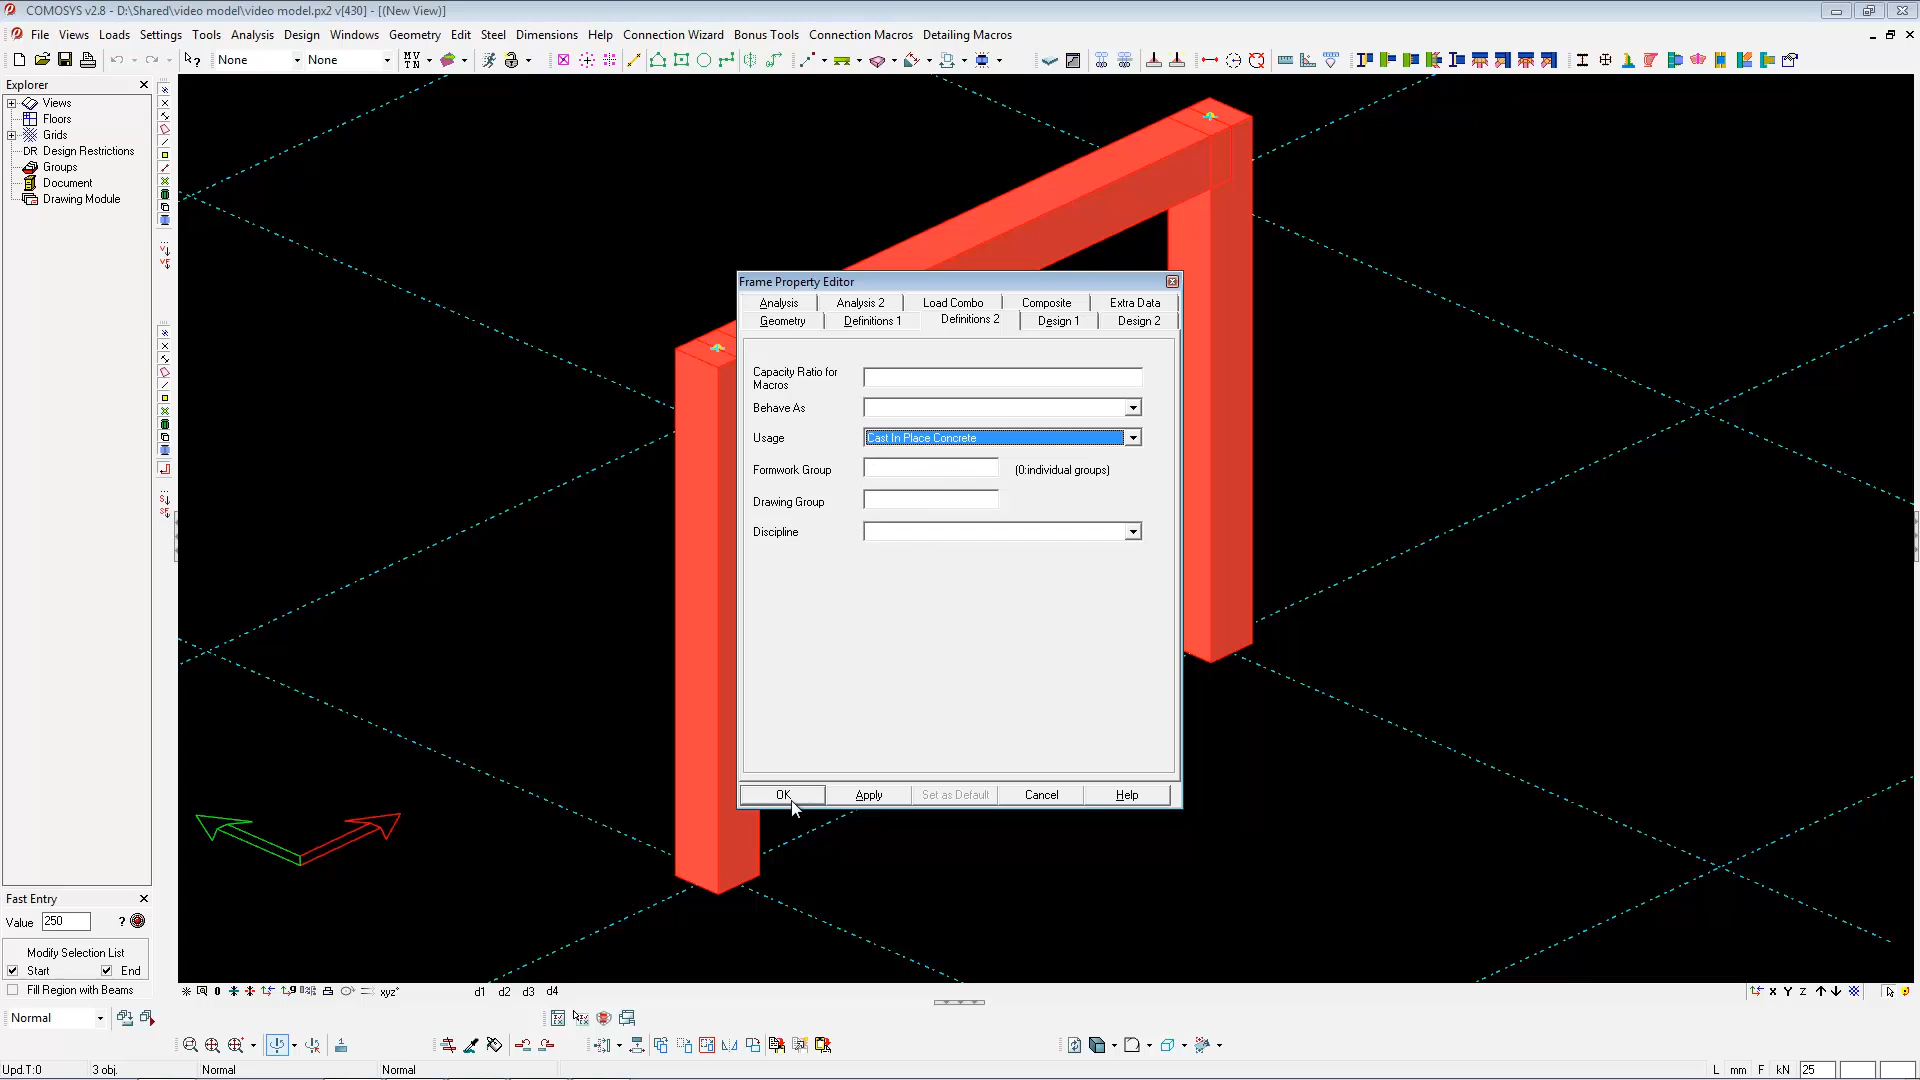 COMOSYS v2.8 - D:\Shared\video model\video model.px2 v[430] - [(New View)]
File Views Loads Settings Tools Analysis Design Windows Geometry Edit Steel Dimensions Help Connection Wizard Bonus Tools Connection Macros Detailing Macros
None None
Explorer
Views
Floors
Grids
DR Design Restrictions
Groups
Document
Drawing Module
Frame Property Editor
Analysis Analysis 2 Load Combo Composite Extra Data
Geometry Definitions 1 Definitions 2 Design 1 Design 2
Capacity Ratio for
Macros
Behave As
Usage Cast In Place Concrete
Formwork Group (0:individual groups)
Drawing Group
Discipline
OK Apply Set as Default Cancel Help
Fast Entry
Value 250 ?
Modify Selection List
Start End
Fill Region with Beams
xyz° d1 d2 d3 d4 X Y Z
Normal
Upd.T:0 3 obj. Normal Normal L mm F kN 25